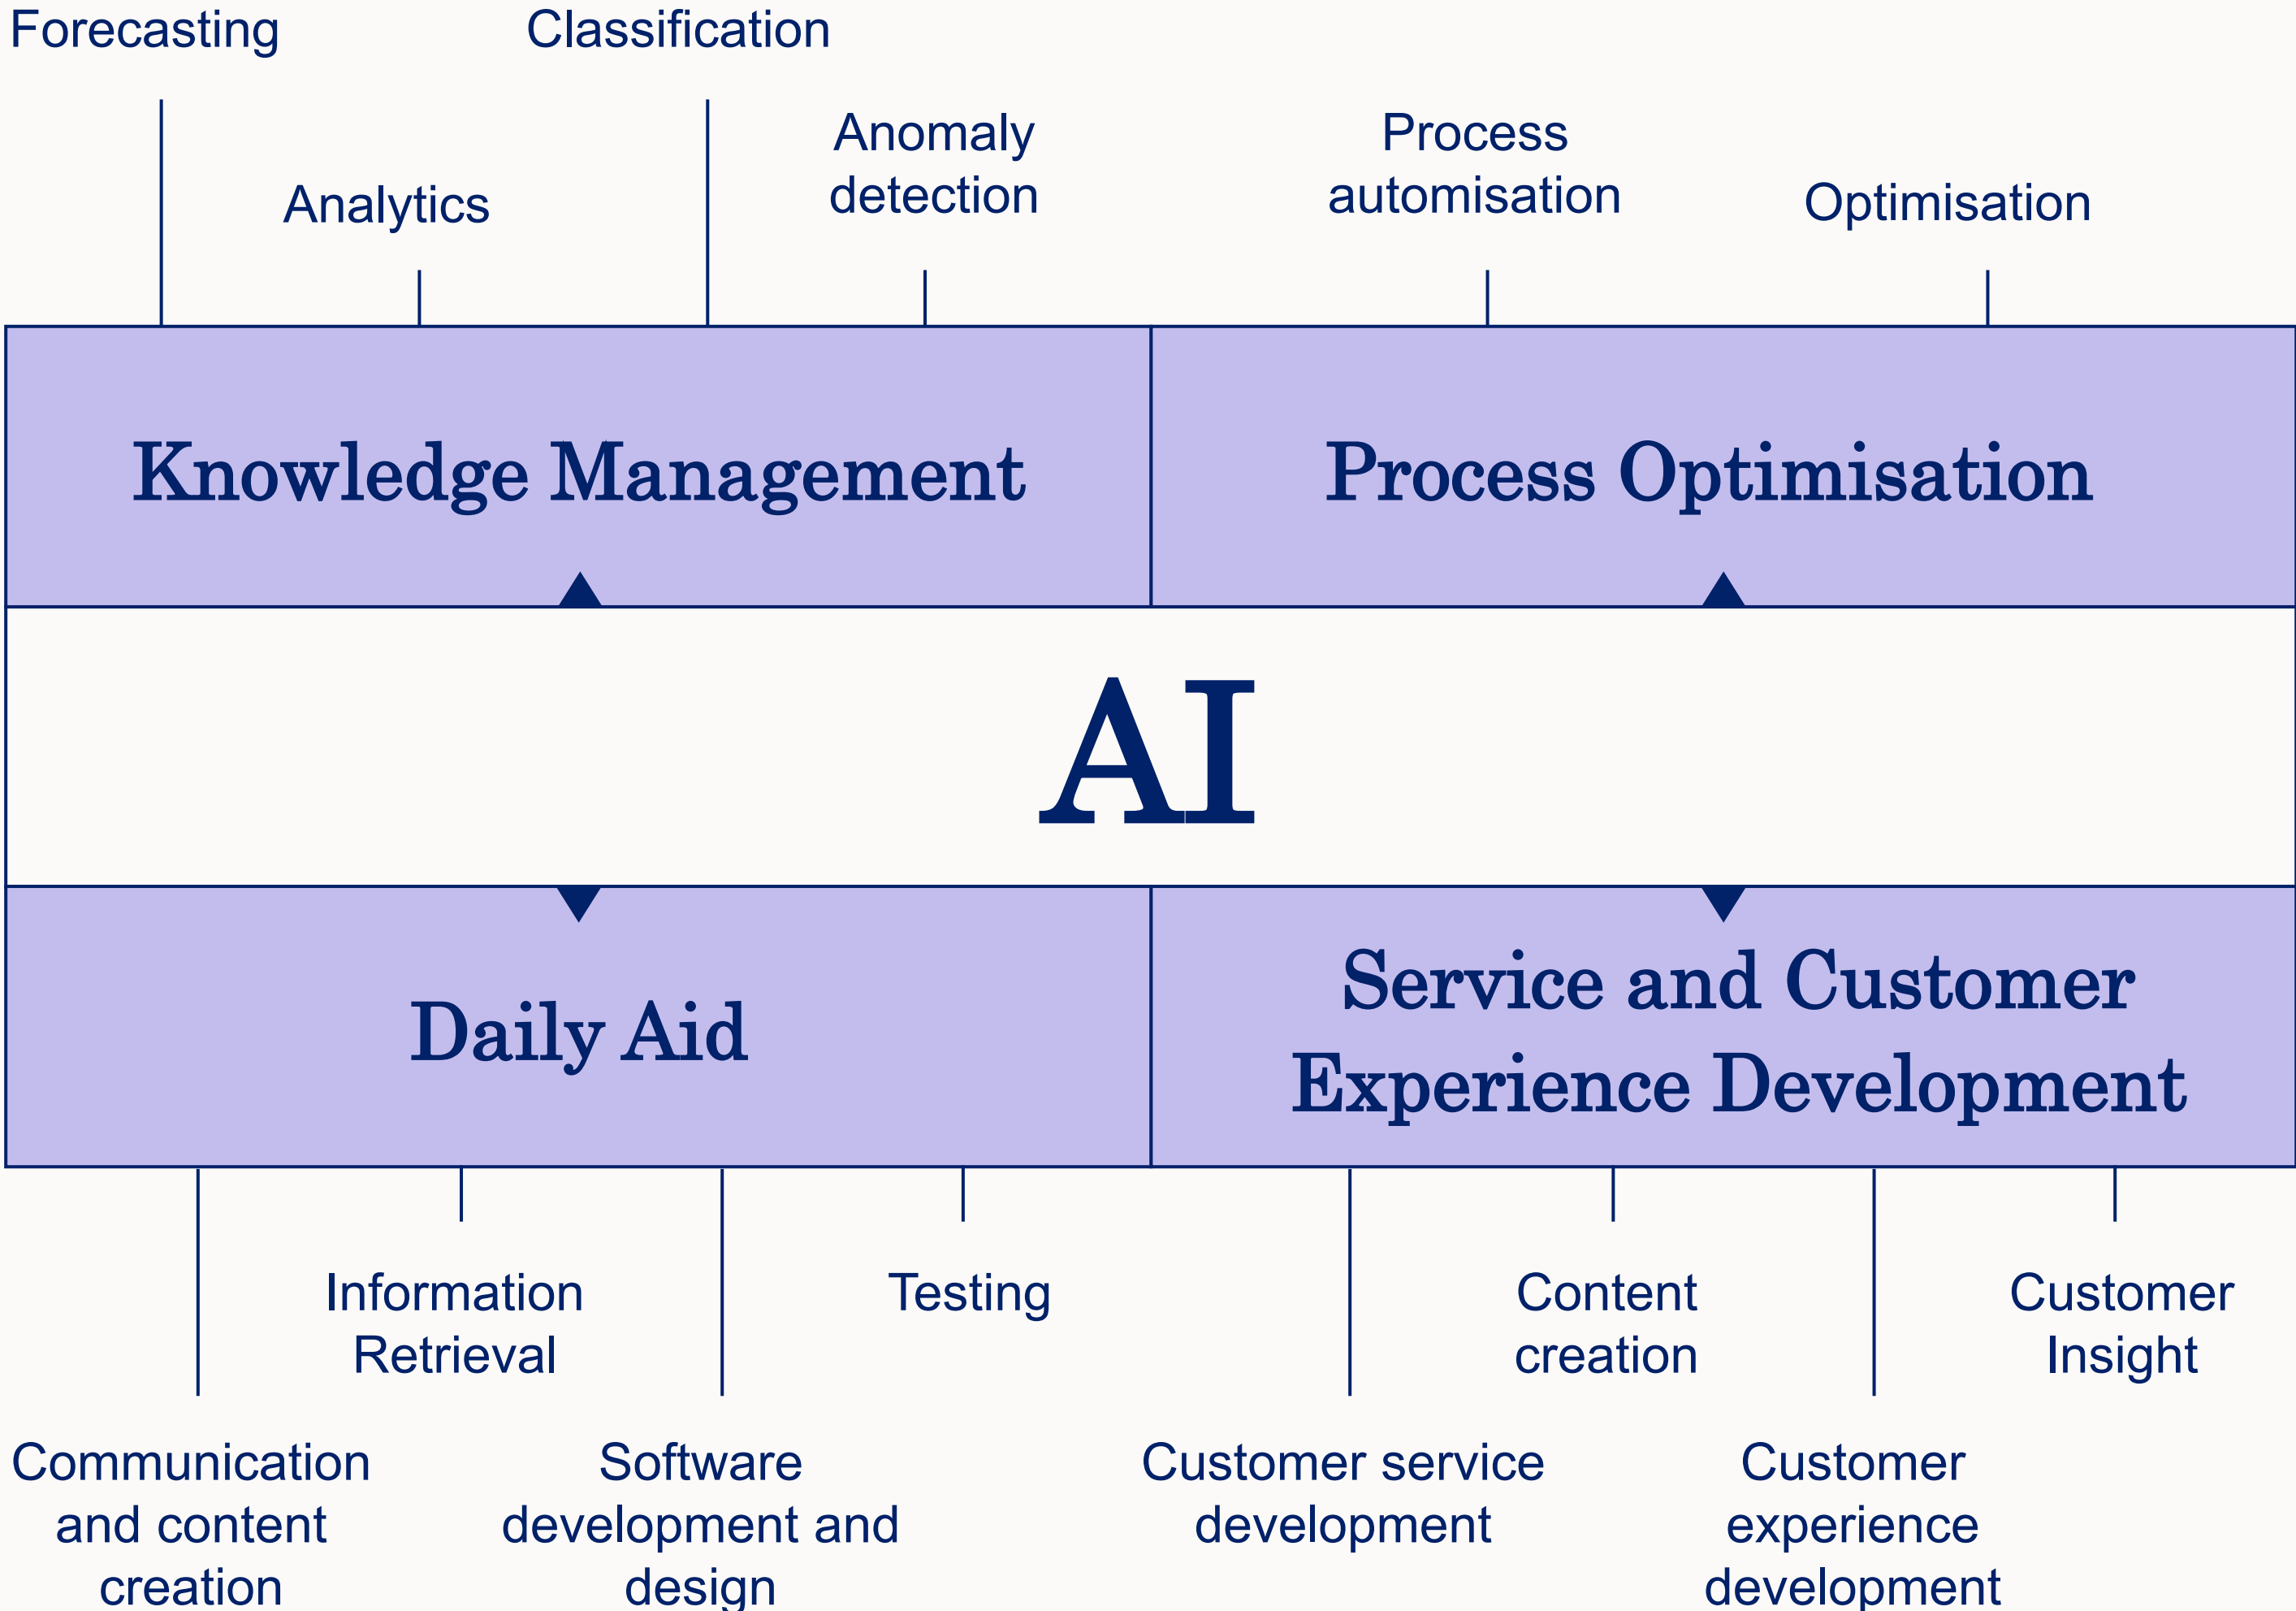 Forecasting
Classification
Analytics
Anomaly
detection
Process
automisation
Optimisation
Knowledge Management
Process Optimisation
AI
Daily Aid
Service and Customer
Experience Development
Information
Retrieval
Testing
Content
creation
Customer
Insight
Communication
and content
creation
Software
development and
design
Customer service
development
Customer
experience
development